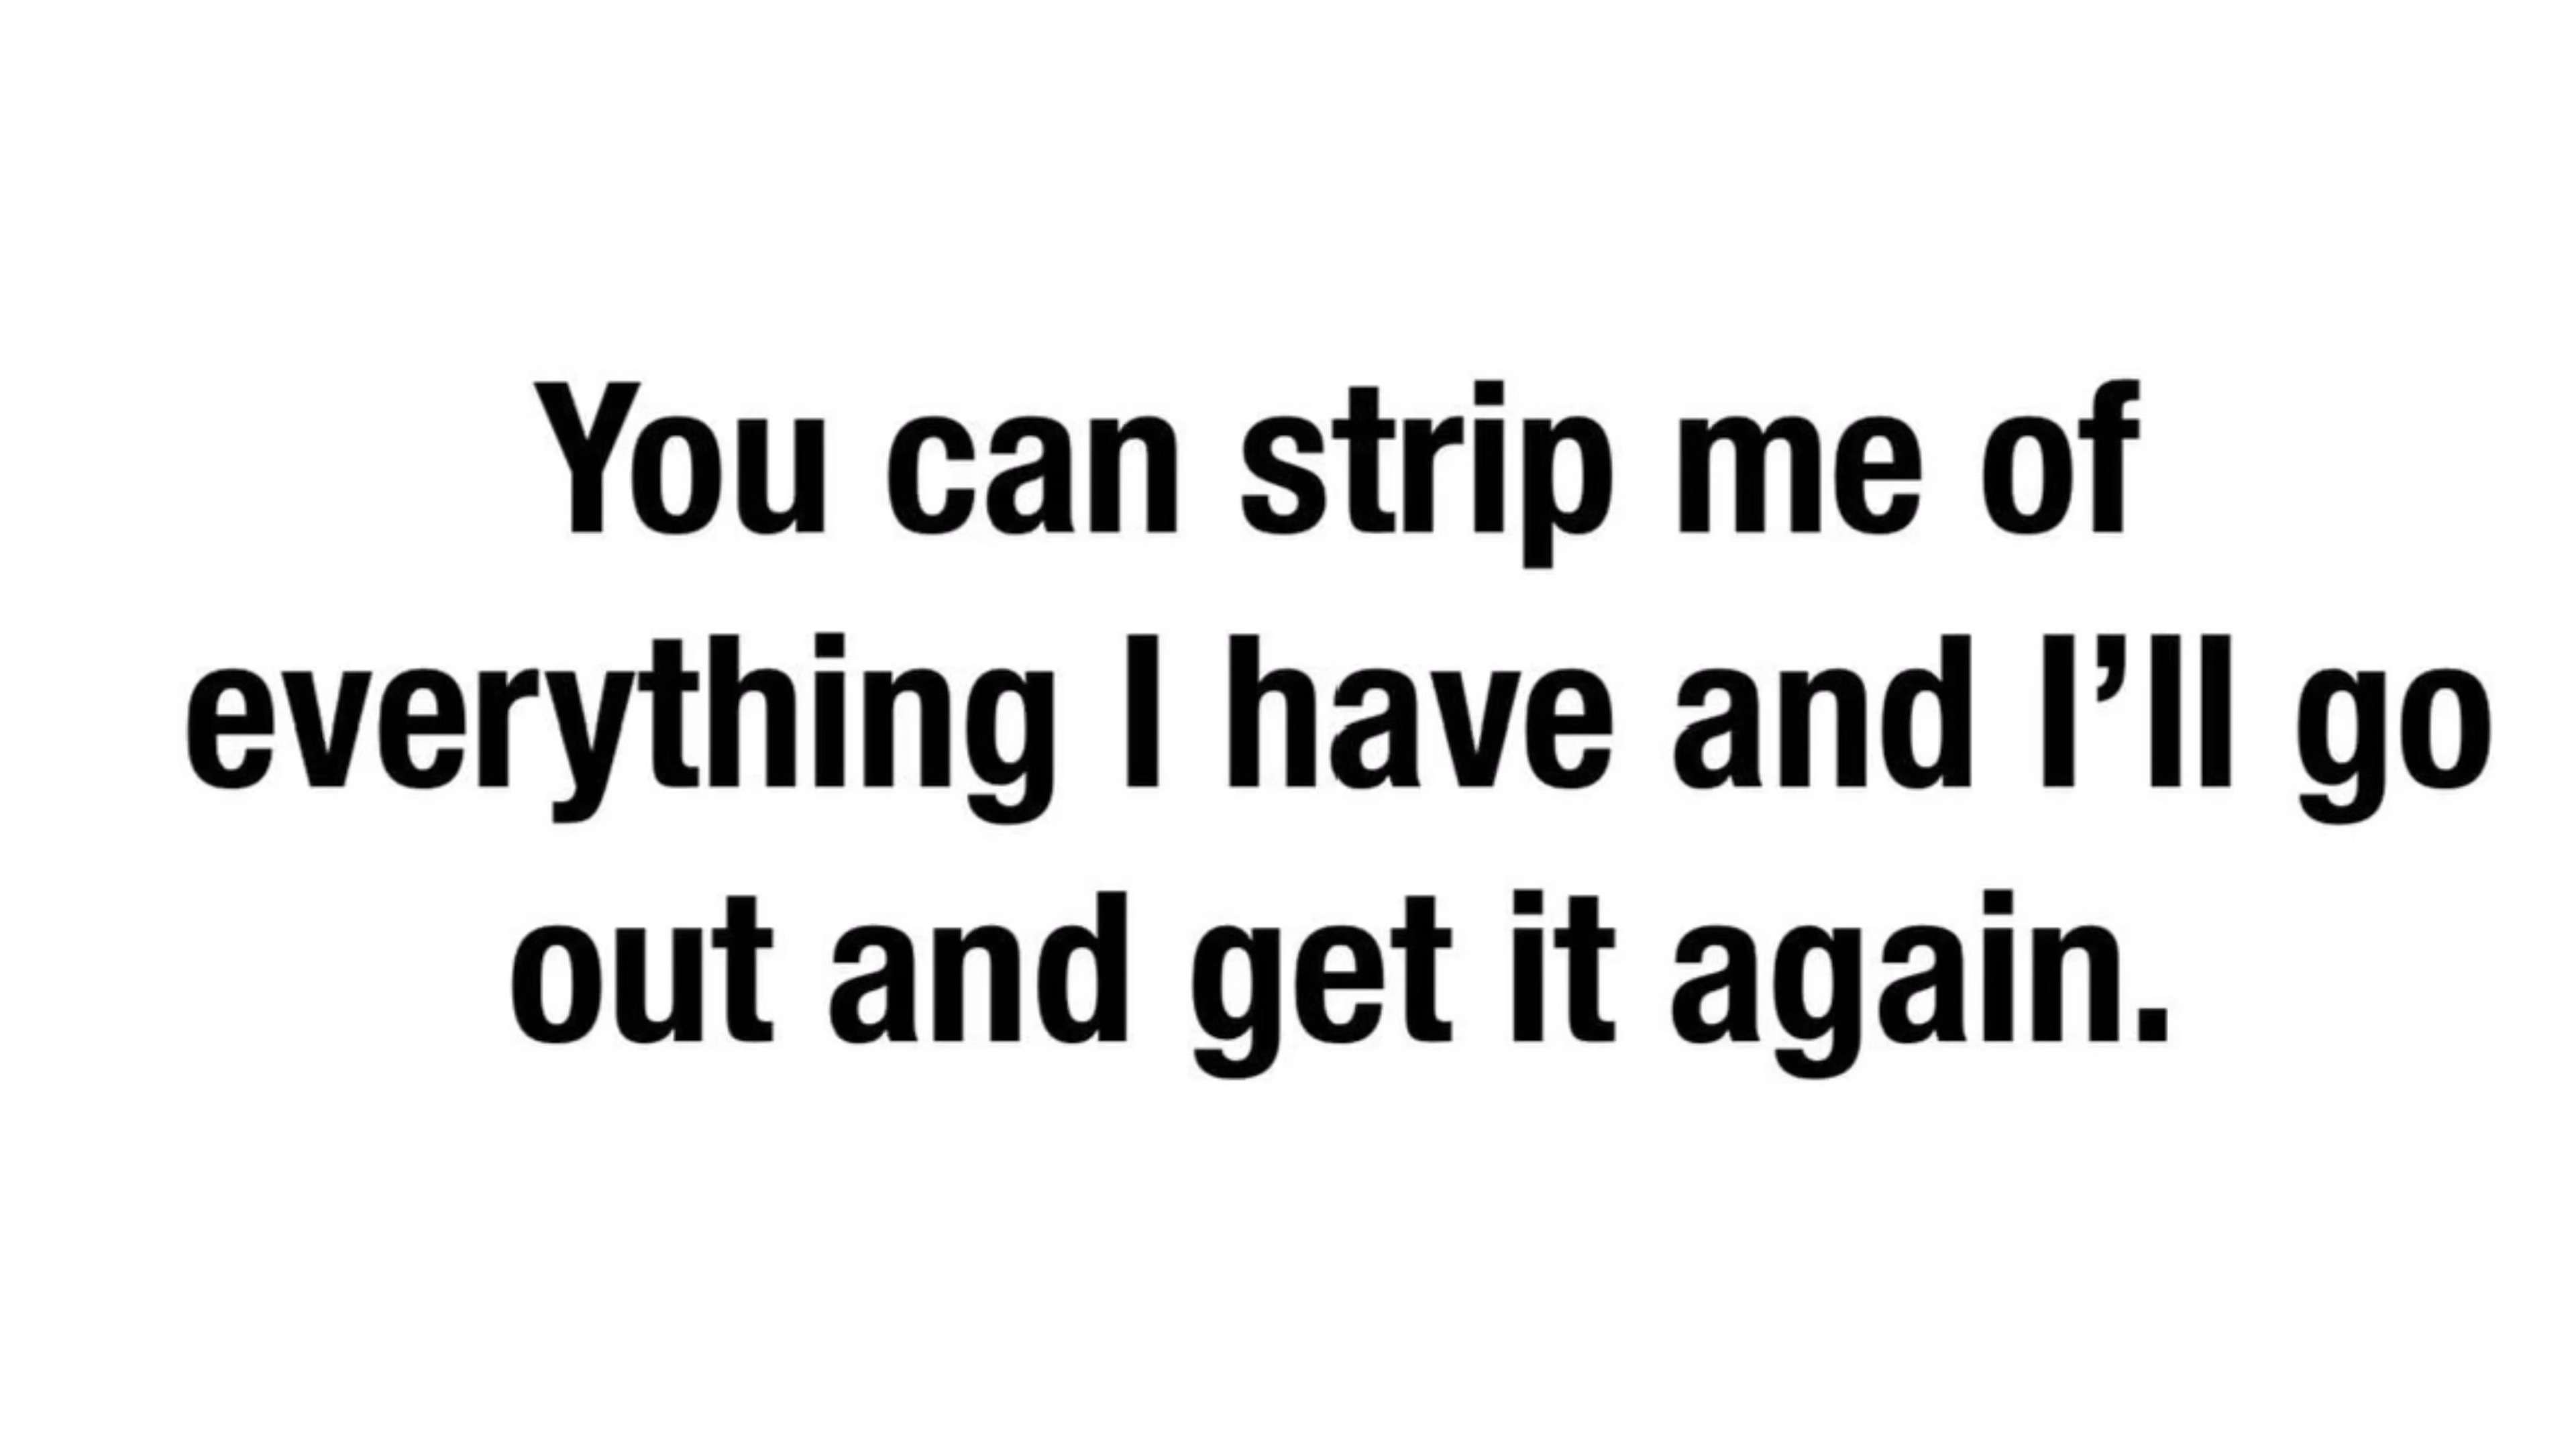 You can strip me of
everything I have and I’ll go
out and get it again.